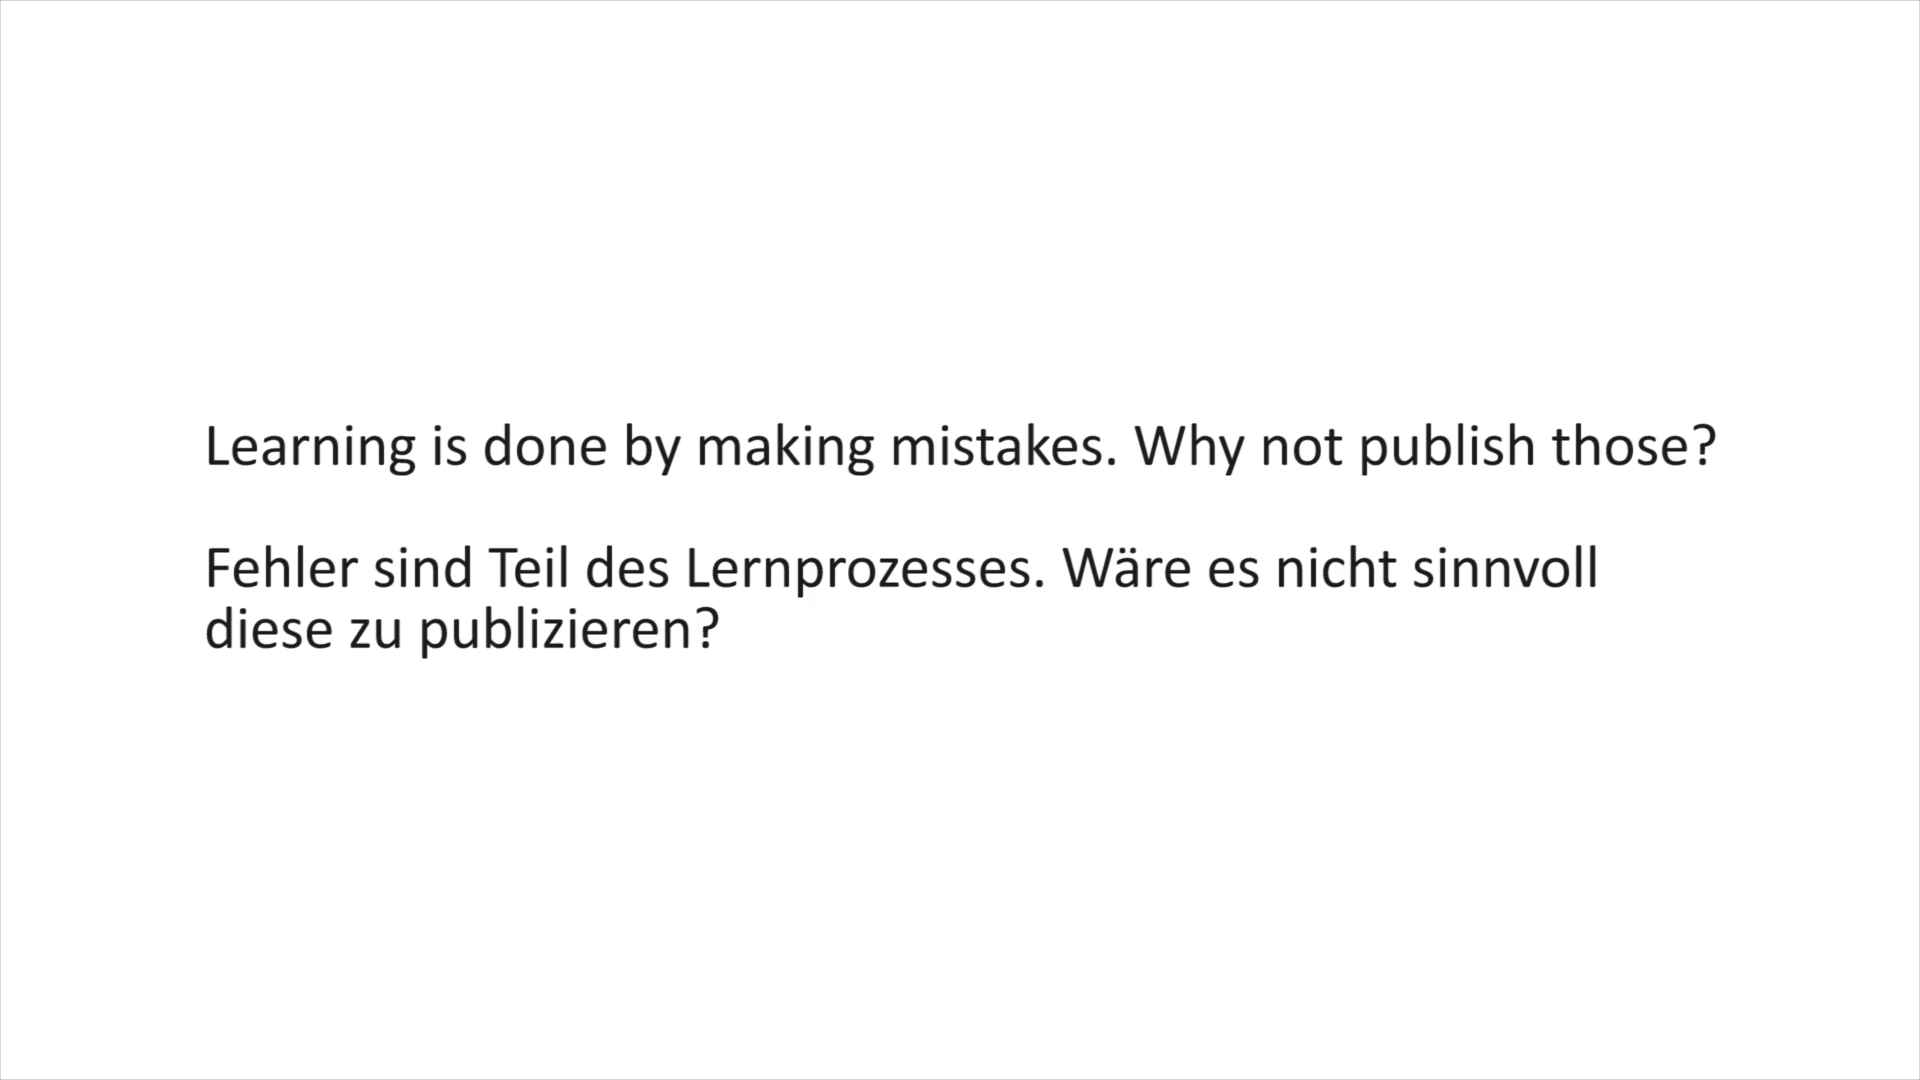 Learning is done by making mistakes. Why not publish those?
Fehler sind Teil des Lernprozesses. Wäre es nicht sinnvoll
diese zu publizieren?